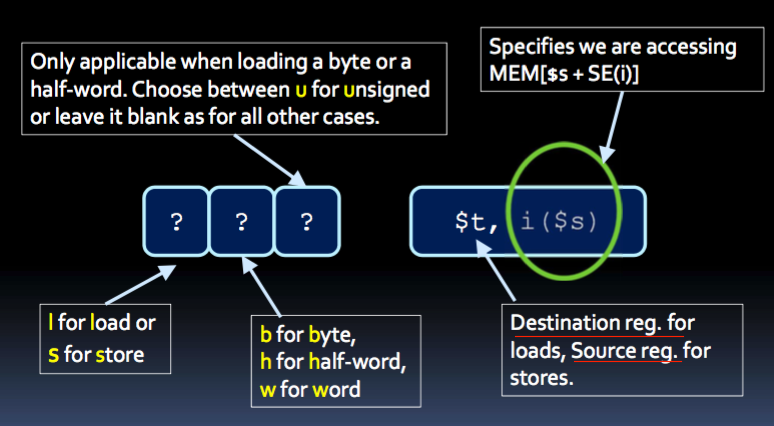 Only applicable when loading a byte or a
half-word. Choose between u for unsigned
or leave it blank as for all other cases.
Specifies we are accessing
MEM[$s + SE(i)]
? ? ?
$t, i($s)
l for load or
s for store
b for byte,
h for half-word,
w for word
Destination reg. for
loads, Source reg. for
stores.